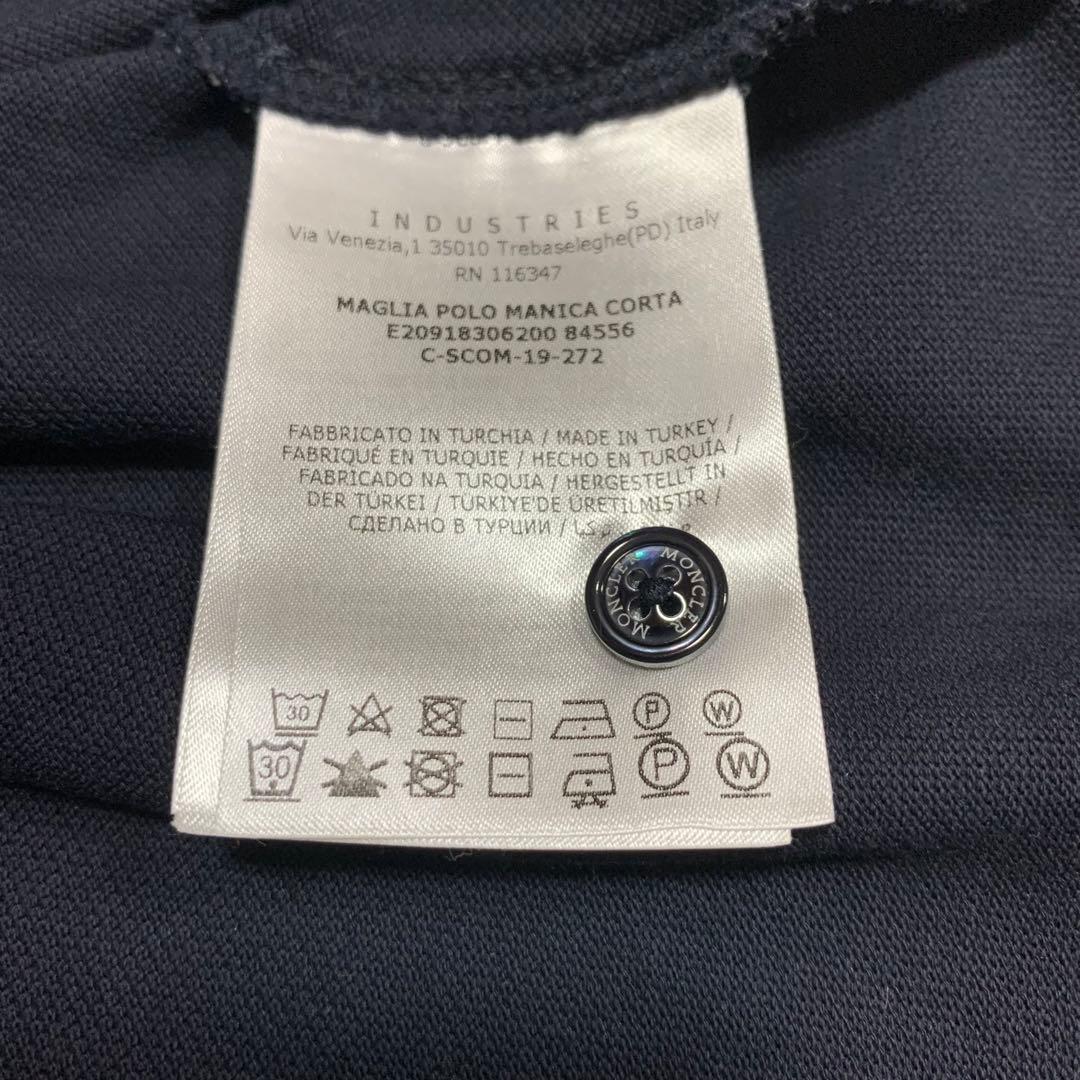 INDUSTRIES
Via Venezia,1 35010 Trebaseleghe(PD) Italy
RN 116347
MAGLIA POLO MANICA CORTA
E20918306200 84556
C-SCOM-19-272
FABBRICATO IN TURCHIA / MADE IN TURKEY /
FABRIQUÉ EN TURQUIE / HECHO EN TURQUÍA /
FABRICADO NA TURQUIA / HERGESTELLT IN
DER TÜRKEI / TÜRKIYE'DE ÜRETILMISTIR /
СДЕЛАНО В ТУРЦИИ /
MONCLER MONCLER
30 P W
30 P W